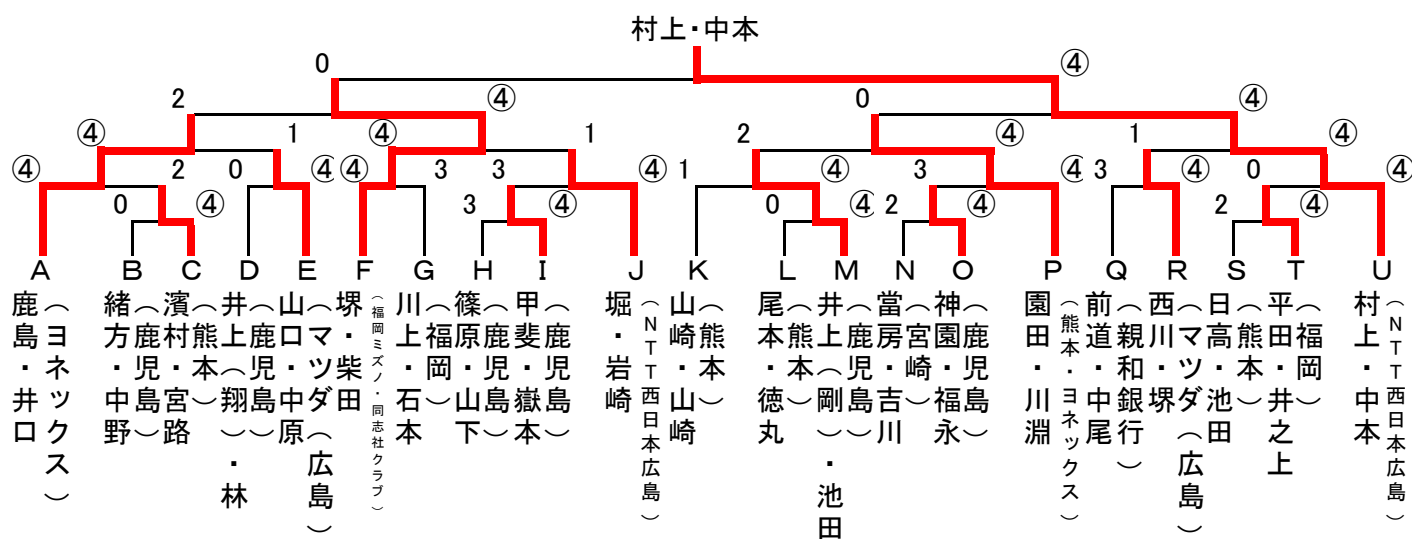 村上・中本
0 ④
2 ④ 0 ④
④ 1 ④ 1 2 ④ 1 ④
④ 2 0 ④ ④ 3 3 ④ 1 ④ 3 ④ 3 ④ 0 ④
0 ④ 3 ④ 0 ④ 2 ④ 2 ④
A B C D E F G H I J K L M N O P Q R S T U
鹿島・井口
（ヨネックス）
緒方・中野
（鹿児島）
濱村・宮路
（熊本）
井上（翔）・林
（鹿児島）
山口・中原
（マツダ（広島）
堺・柴田
（福岡ミズノ・同志社クラブ）
川上・石本
（福岡）
篠原・山下
（鹿児島）
甲斐・嶽本
（鹿児島）
堀・岩崎
（ＮＴＴ西日本広島）
山崎・山崎
（熊本）
尾本・徳丸
（熊本）
井上（剛）・池田
（鹿児島）
當房・吉川
（宮崎）
神園・福永
（鹿児島）
園田・川淵
（熊本・ヨネックス）
前道・中尾
（親和銀行）
西川・堺
（マツダ（広島）
日高・池田
（熊本）
平田・井之上
（福岡）
村上・中本
（ＮＴＴ西日本広島）